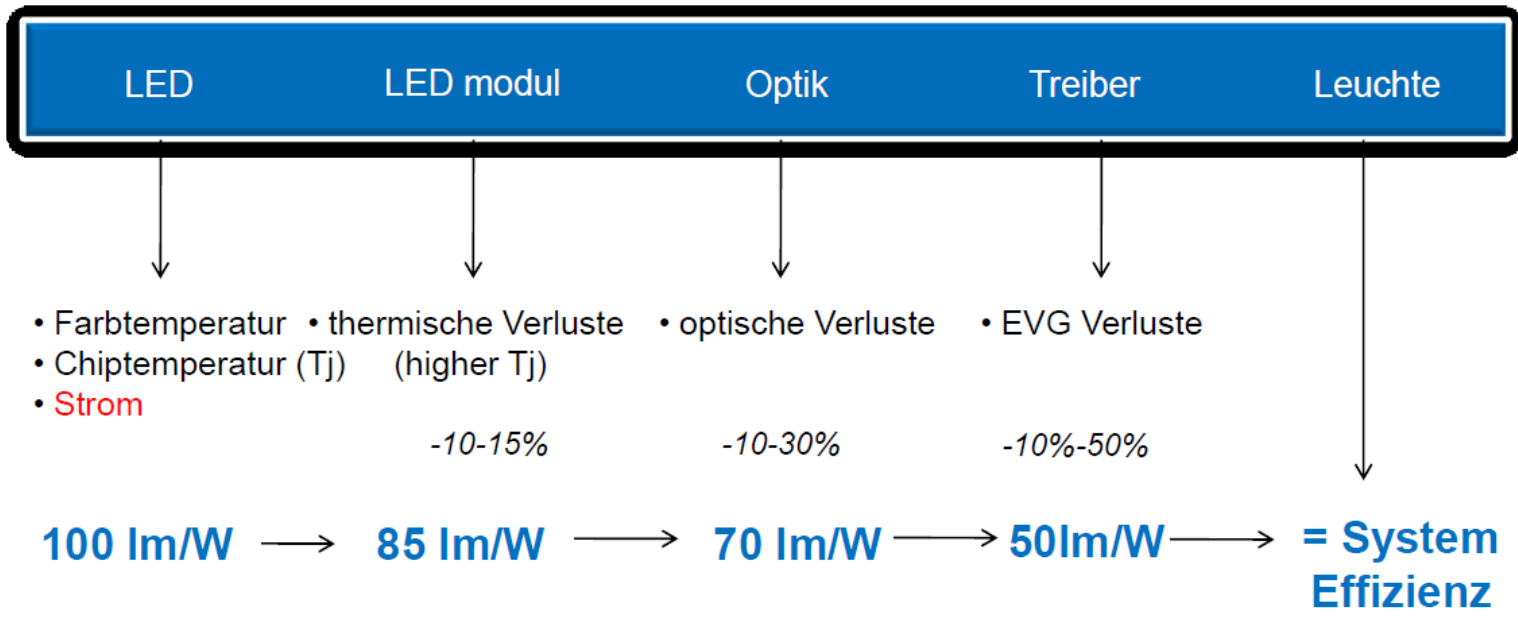 LED LED modul Optik Treiber Leuchte
• Farbtemperatur • thermische Verluste • optische Verluste • EVG Verluste
• Chiptemperatur (Tj) (higher Tj)
• Strom
-10-15% -10-30% -10%-50%
100 lm/W 85 lm/W 70 lm/W 50lm/W = System
Effizienz